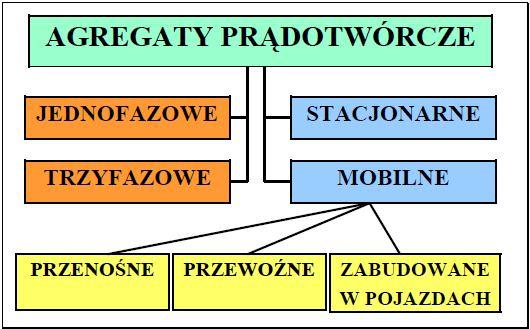 AGREGATY PRĄDOTWÓRCZE
JEDNOFAZOWE
STACJONARNE
TRZYFAZOWE
MOBILNE
PRZENOŚNE
PRZEWOŹNE
ZABUDOWANE
W POJAZDACH